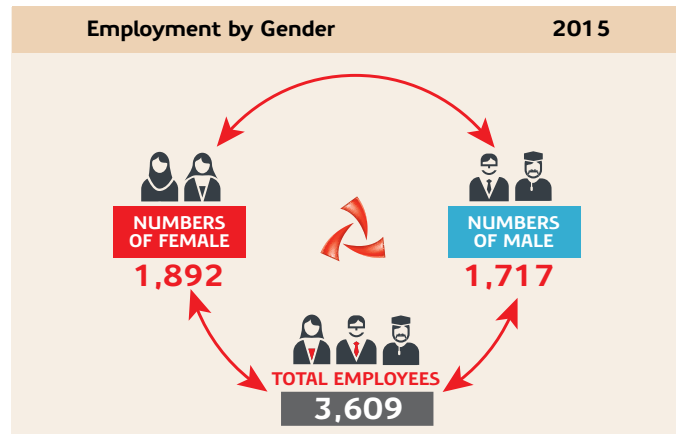 Employment by Gender 2015
NUMBERS
OF FEMALE
1,892
NUMBERS
OF MALE
1,717
TOTAL EMPLOYEES
3,609